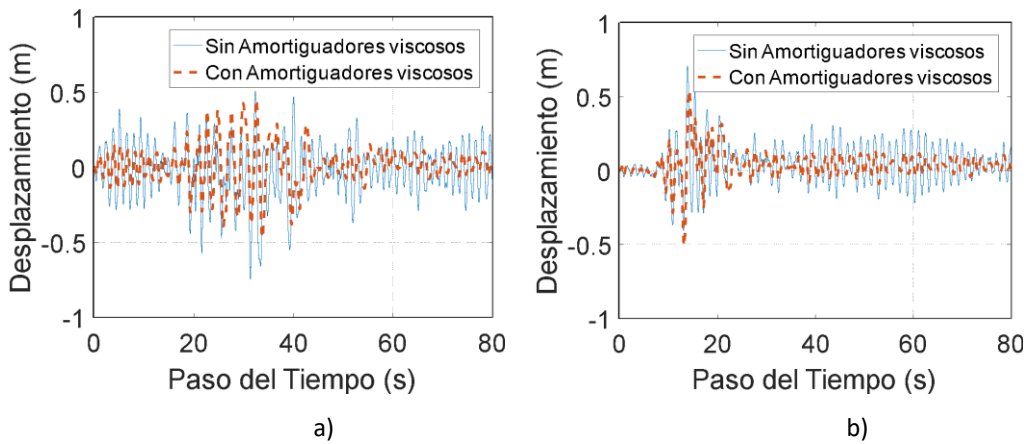 1
0.5
0
-0.5
-1
Desplazamiento (m)
Sin Amortiguadores viscosos
Con Amortiguadores viscosos
0 20 40 60 80
Paso del Tiempo (s)
a)
1
0.5
0
-0.5
-1
Desplazamiento (m)
Sin Amortiguadores viscosos
Con Amortiguadores viscosos
0 20 40 60 80
Paso del Tiempo (s)
b)